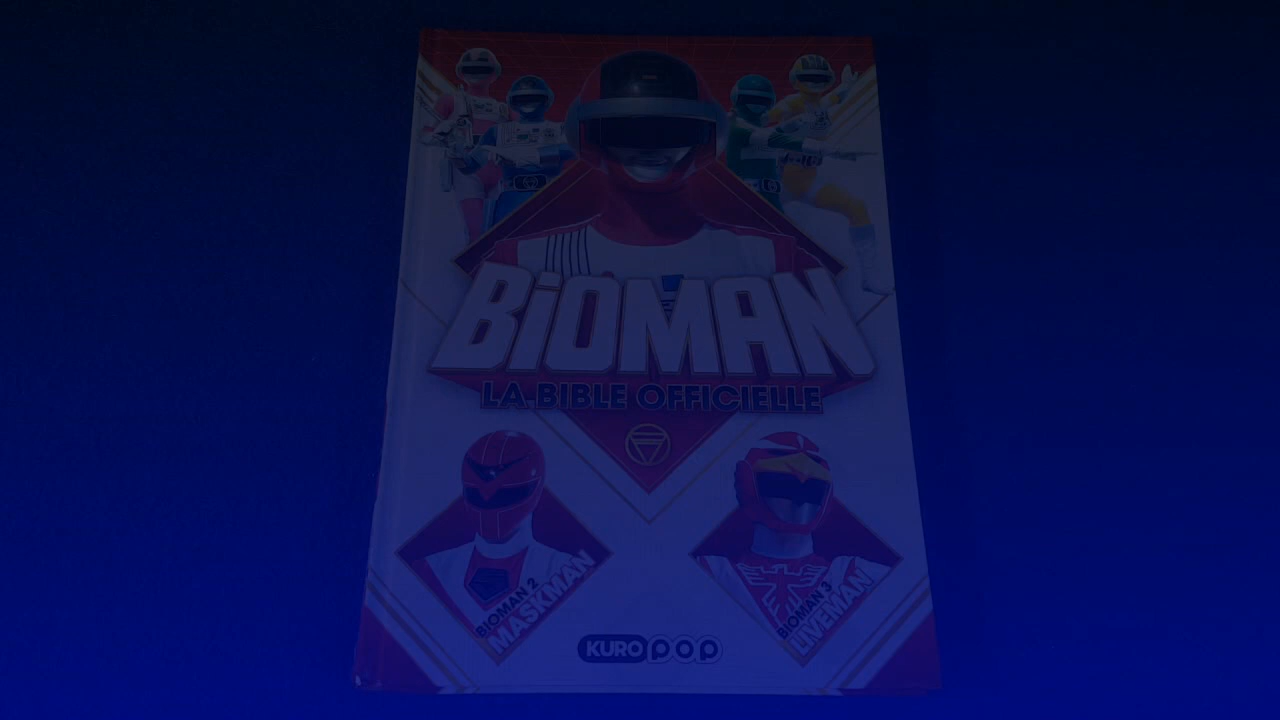 BiOMAN
LA BIBLE OFFICIELLE
BIOMAN 2
MASKMAN
BIOMAN 3
LIVEMAN
KUROPOP